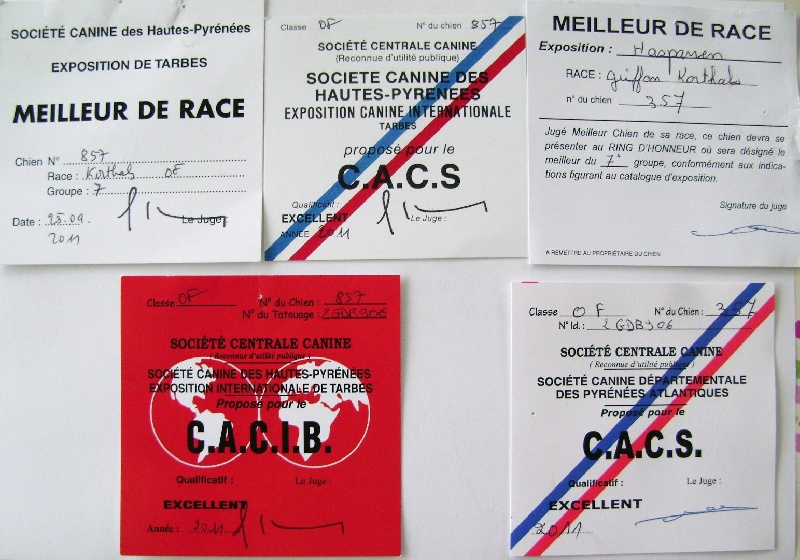 SOCIÉTÉ CANINE des Hautes-Pyrénées
EXPOSITION DE TARBES
MEILLEUR DE RACE
Chien N° 857
Race : Korthals OF
Groupe : 7
Date : 25.09.
2011
Le Juge:
Classe OF N° du chien : 857
SOCIÉTÉ CENTRALE CANINE
(Reconnue d'utilité publique)
SOCIETE CANINE DES
HAUTES-PYRENÉES
EXPOSITION CANINE INTERNATIONALE
TARBES
proposé pour le
C.A.C.S
Qualificatif :
EXCELLENT
Le Juge :
ANNÉE 2011
MEILLEUR DE RACE
Exposition : Hasparren
RACE : Griffon Korthals
n° du chien 357
Jugé Meilleur Chien de sa race, ce chien devra se
présenter au RING D'HONNEUR où sera désigné le
meilleur du 7e groupe, conformément aux indica-
tions figurant au catalogue d'exposition.
Signature du juge
A REMETTRE AU PROPRIETAIRE DU CHIEN
Classe OF N° du Chien : 857
N° du Tatouage : 2GDB906
SOCIÉTÉ CENTRALE CANINE
( Reconnue d'utilité publique )
SOCIÉTÉ CANINE DES HAUTES-PYRÉNÉES
EXPOSITION INTERNATIONALE DE TARBES
Proposé pour le
C.A.C.I.B.
Qualificatif : Le Juge :
EXCELLENT
Année : 2011
Classe OF N° du Chien : 357
N° Id. : 2GDB906
SOCIÉTÉ CENTRALE CANINE
( Reconnue d'utilité publique )
SOCIÉTÉ CANINE DÉPARTEMENTALE
DES PYRÉNÉES ATLANTIQUES
Proposé pour le
C.A.C.S.
Qualificatif : Le Juge :
EXCELLENT
2011